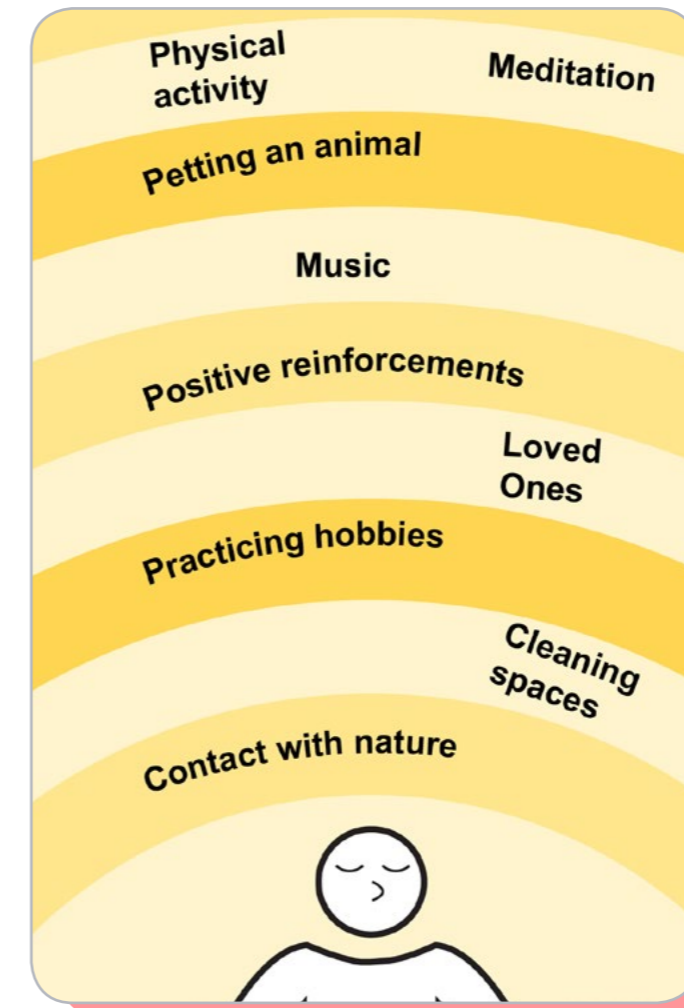 Physical
activity
Meditation
Petting an animal
Music
Positive reinforcements
Loved
Ones
Practicing hobbies
Cleaning
spaces
Contact with nature